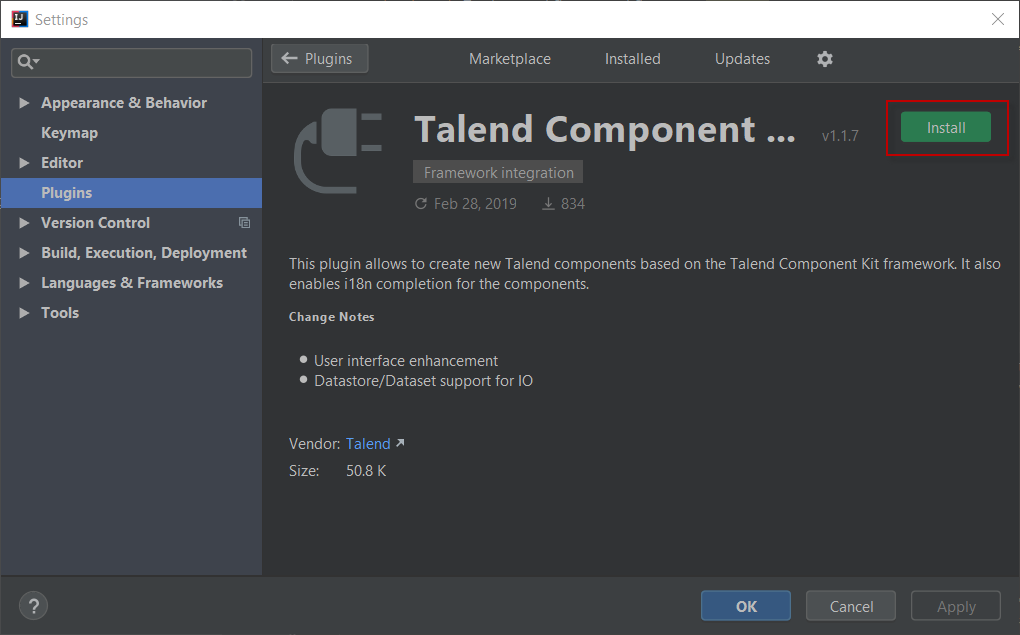 IJ
Settings
Appearance & Behavior
Keymap
Editor
Plugins
Version Control
Build, Execution, Deployment
Languages & Frameworks
Tools
Plugins
Marketplace
Installed
Updates
Talend Component ...
v1.1.7
Install
Framework integration
Feb 28, 2019
834
This plugin allows to create new Talend components based on the Talend Component Kit framework. It also
enables i18n completion for the components.
Change Notes
User interface enhancement
Datastore/Dataset support for IO
Vendor: Talend
Size: 50.8 K
?
OK
Cancel
Apply